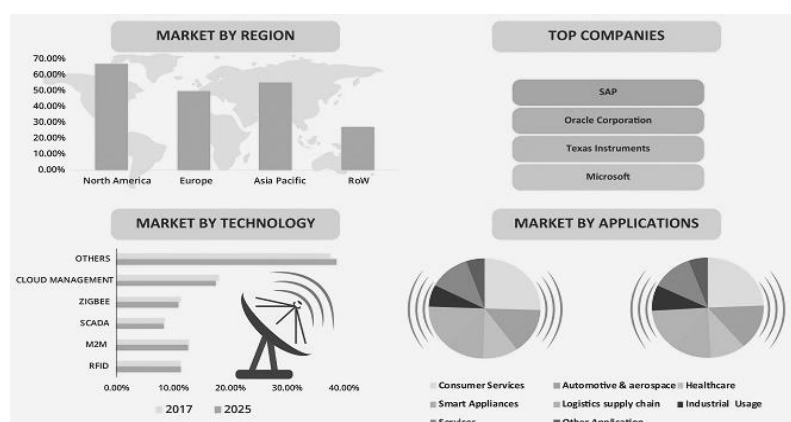 MARKET BY REGION
70.00%
60.00%
50.00%
40.00%
30.00%
20.00%
10.00%
0.00%
North America Europe Asia Pacific RoW
TOP COMPANIES
SAP
Oracle Corporation
Texas Instruments
Microsoft
MARKET BY TECHNOLOGY
OTHERS
CLOUD MANAGEMENT
ZIGBEE
SCADA
M2M
RFID
0.00% 10.00% 20.00% 30.00% 40.00%
2017 2025
MARKET BY APPLICATIONS
Consumer Services Automotive & aerospace Healthcare
Smart Appliances Logistics supply chain Industrial Usage
Services Other Application